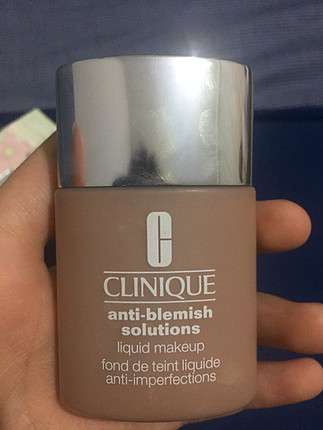 C
CLINIQUE
anti-blemish
solutions
liquid makeup
fond de teint liquide
anti-imperfections